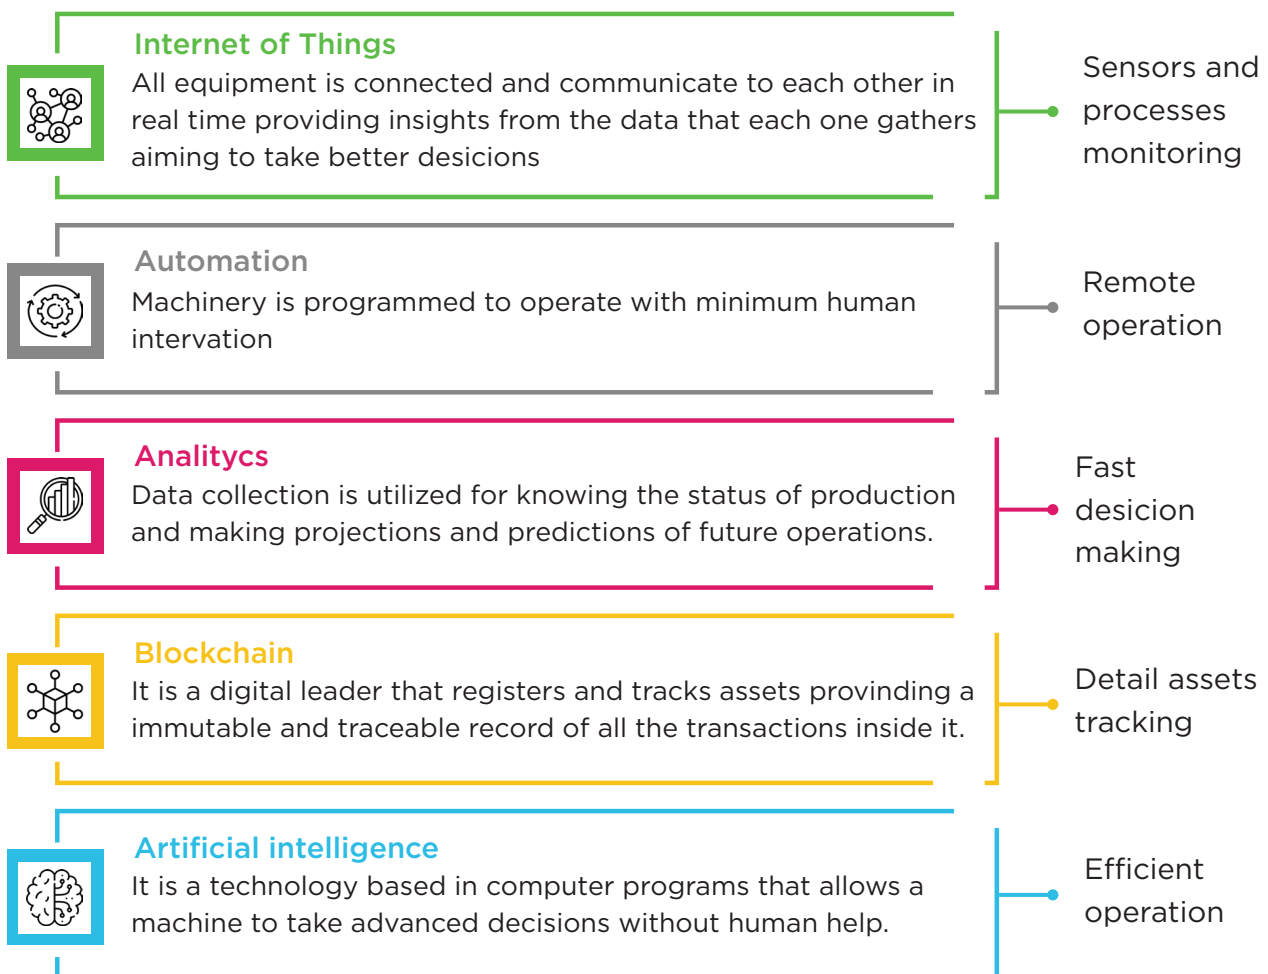 Internet of Things
All equipment is connected and communicate to each other in
real time providing insights from the data that each one gathers
aiming to take better desicions
Sensors and
processes
monitoring
Automation
Machinery is programmed to operate with minimum human
intervation
Remote
operation
Analitycs
Data collection is utilized for knowing the status of production
and making projections and predictions of future operations.
Fast
desicion
making
Blockchain
It is a digital leader that registers and tracks assets provinding a
immutable and traceable record of all the transactions inside it.
Detail assets
tracking
Artificial intelligence
It is a technology based in computer programs that allows a
machine to take advanced decisions without human help.
Efficient
operation